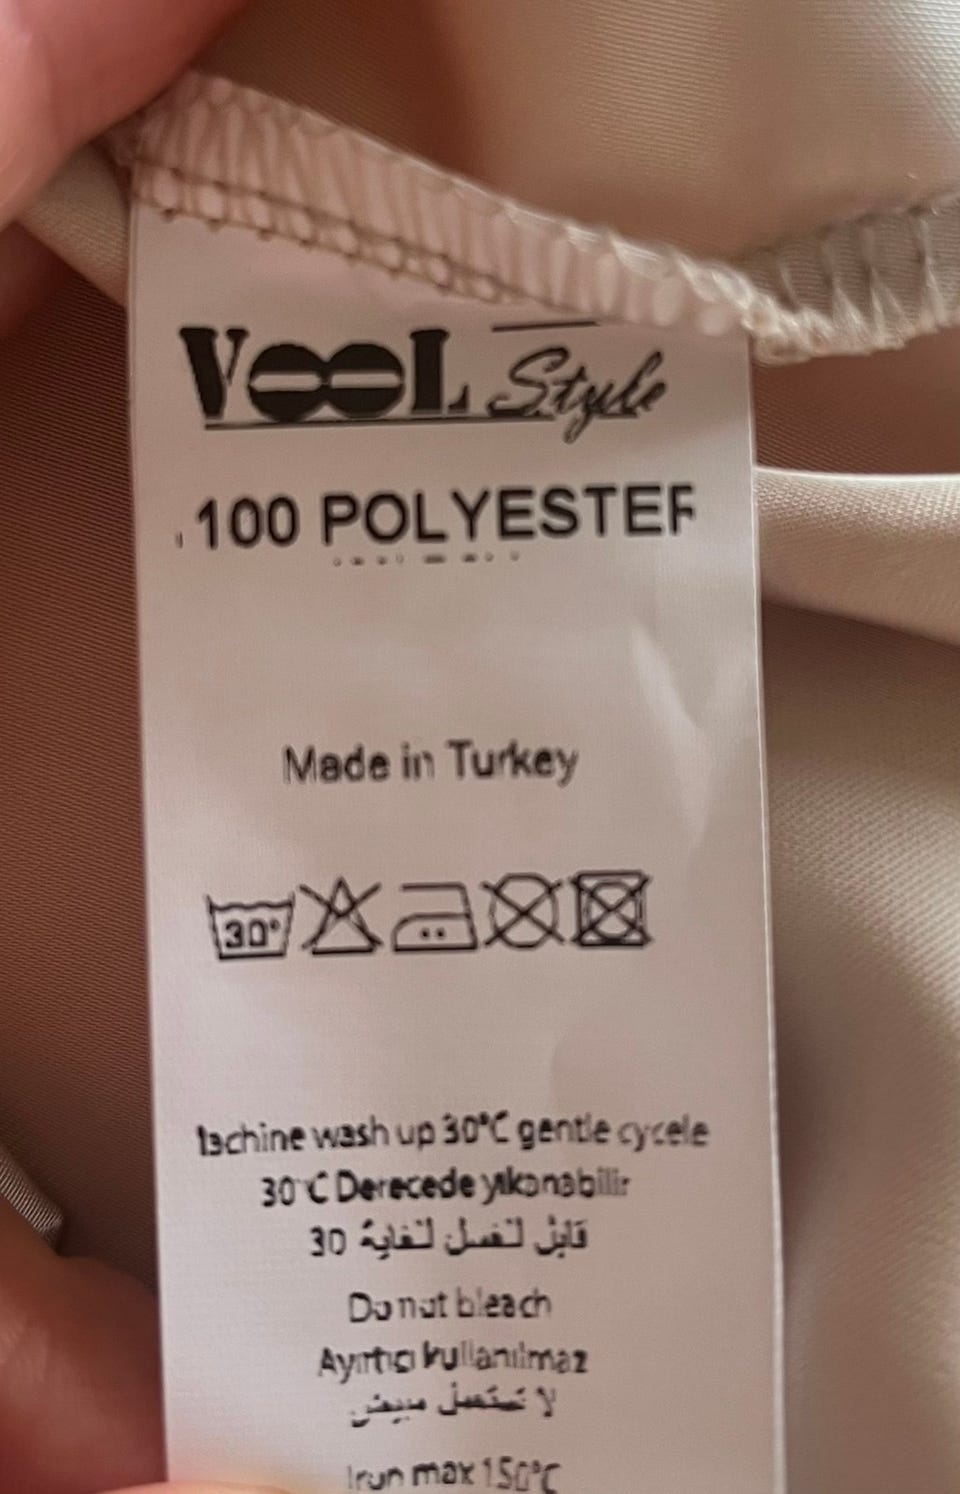 VOOL Style
100 POLYESTER
Made in Turkey
30°
Machine wash up 30°C gentle cycele
30°C Derecede yıkanabilir
قابل لغسل لغاية 30
Do not bleach
Ayırtıcı kullanılmaz
لا تستعمل مبيض
Iron max 150°C